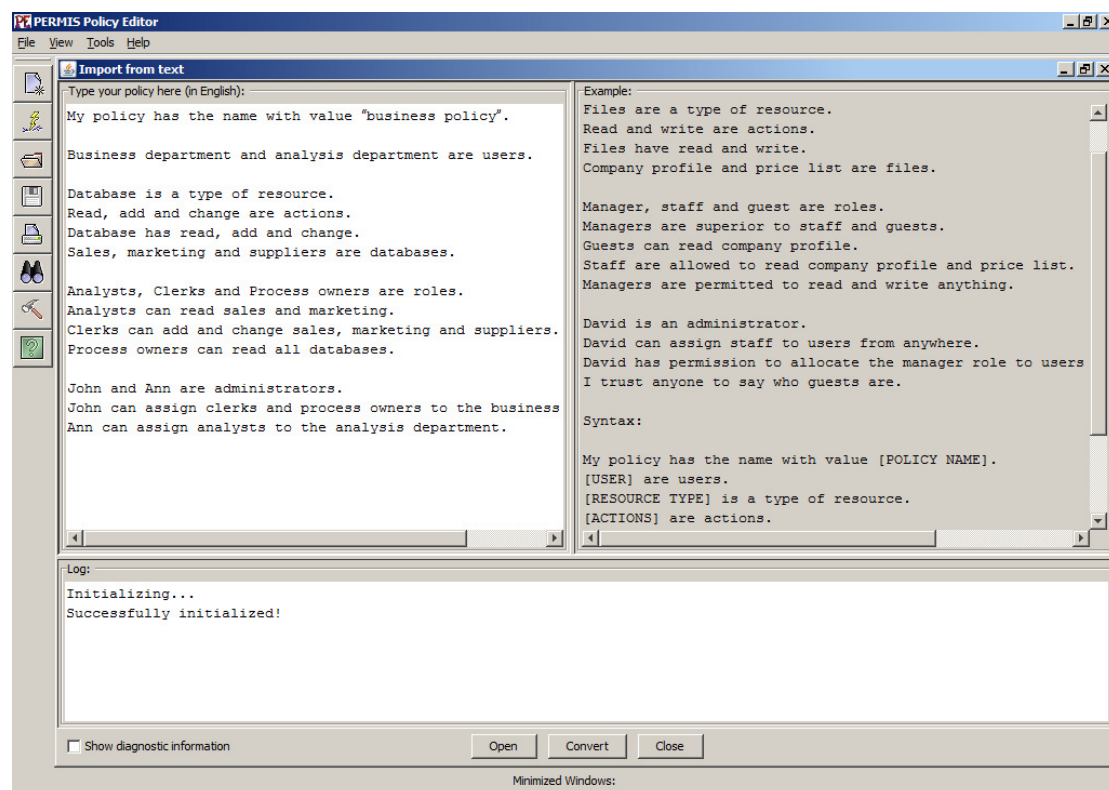 PERMIS Policy Editor
File View Tools Help
Import from text
Type your policy here (in English):
My policy has the name with value "business policy".
Business department and analysis department are users.
Database is a type of resource.
Read, add and change are actions.
Database has read, add and change.
Sales, marketing and suppliers are databases.
Analysts, Clerks and Process owners are roles.
Analysts can read sales and marketing.
Clerks can add and change sales, marketing and suppliers.
Process owners can read all databases.
John and Ann are administrators.
John can assign clerks and process owners to the business
Ann can assign analysts to the analysis department.
Example:
Files are a type of resource.
Read and write are actions.
Files have read and write.
Company profile and price list are files.
Manager, staff and guest are roles.
Managers are superior to staff and guests.
Guests can read company profile.
Staff are allowed to read company profile and price list.
Managers are permitted to read and write anything.
David is an administrator.
David can assign staff to users from anywhere.
David has permission to allocate the manager role to users
I trust anyone to say who guests are.
Syntax:
My policy has the name with value [POLICY NAME].
[USER] are users.
[RESOURCE TYPE] is a type of resource.
[ACTIONS] are actions.
Log:
Initializing...
Successfully initialized!
Show diagnostic information
Open Convert Close
Minimized Windows: